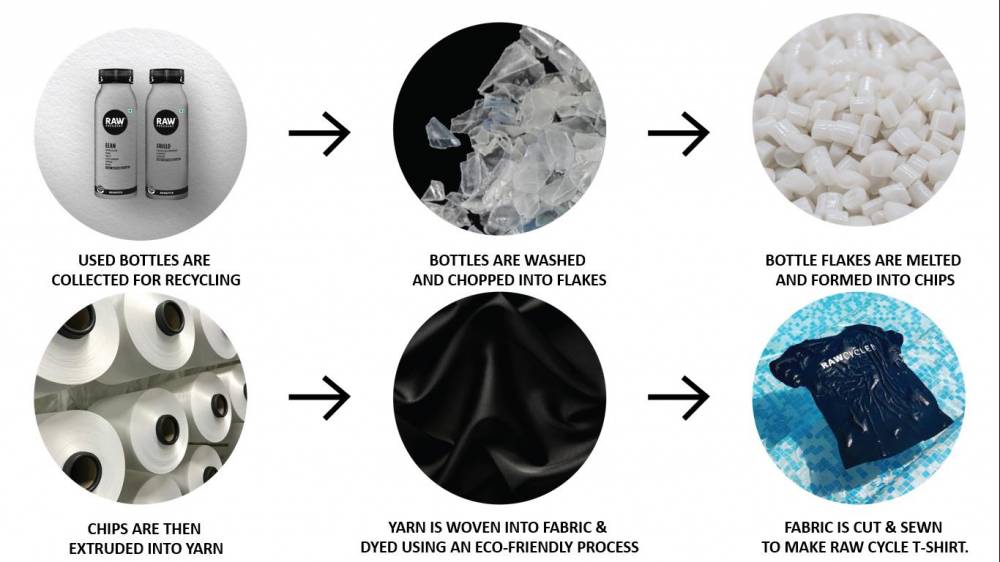 RAW
RAW
USED BOTTLES ARE
COLLECTED FOR RECYCLING
BOTTLES ARE WASHED
AND CHOPPED INTO FLAKES
BOTTLE FLAKES ARE MELTED
AND FORMED INTO CHIPS
RAWCYCLE
CHIPS ARE THEN
EXTRUDED INTO YARN
YARN IS WOVEN INTO FABRIC &
DYED USING AN ECO-FRIENDLY PROCESS
FABRIC IS CUT & SEWN
TO MAKE RAW CYCLE T-SHIRT.